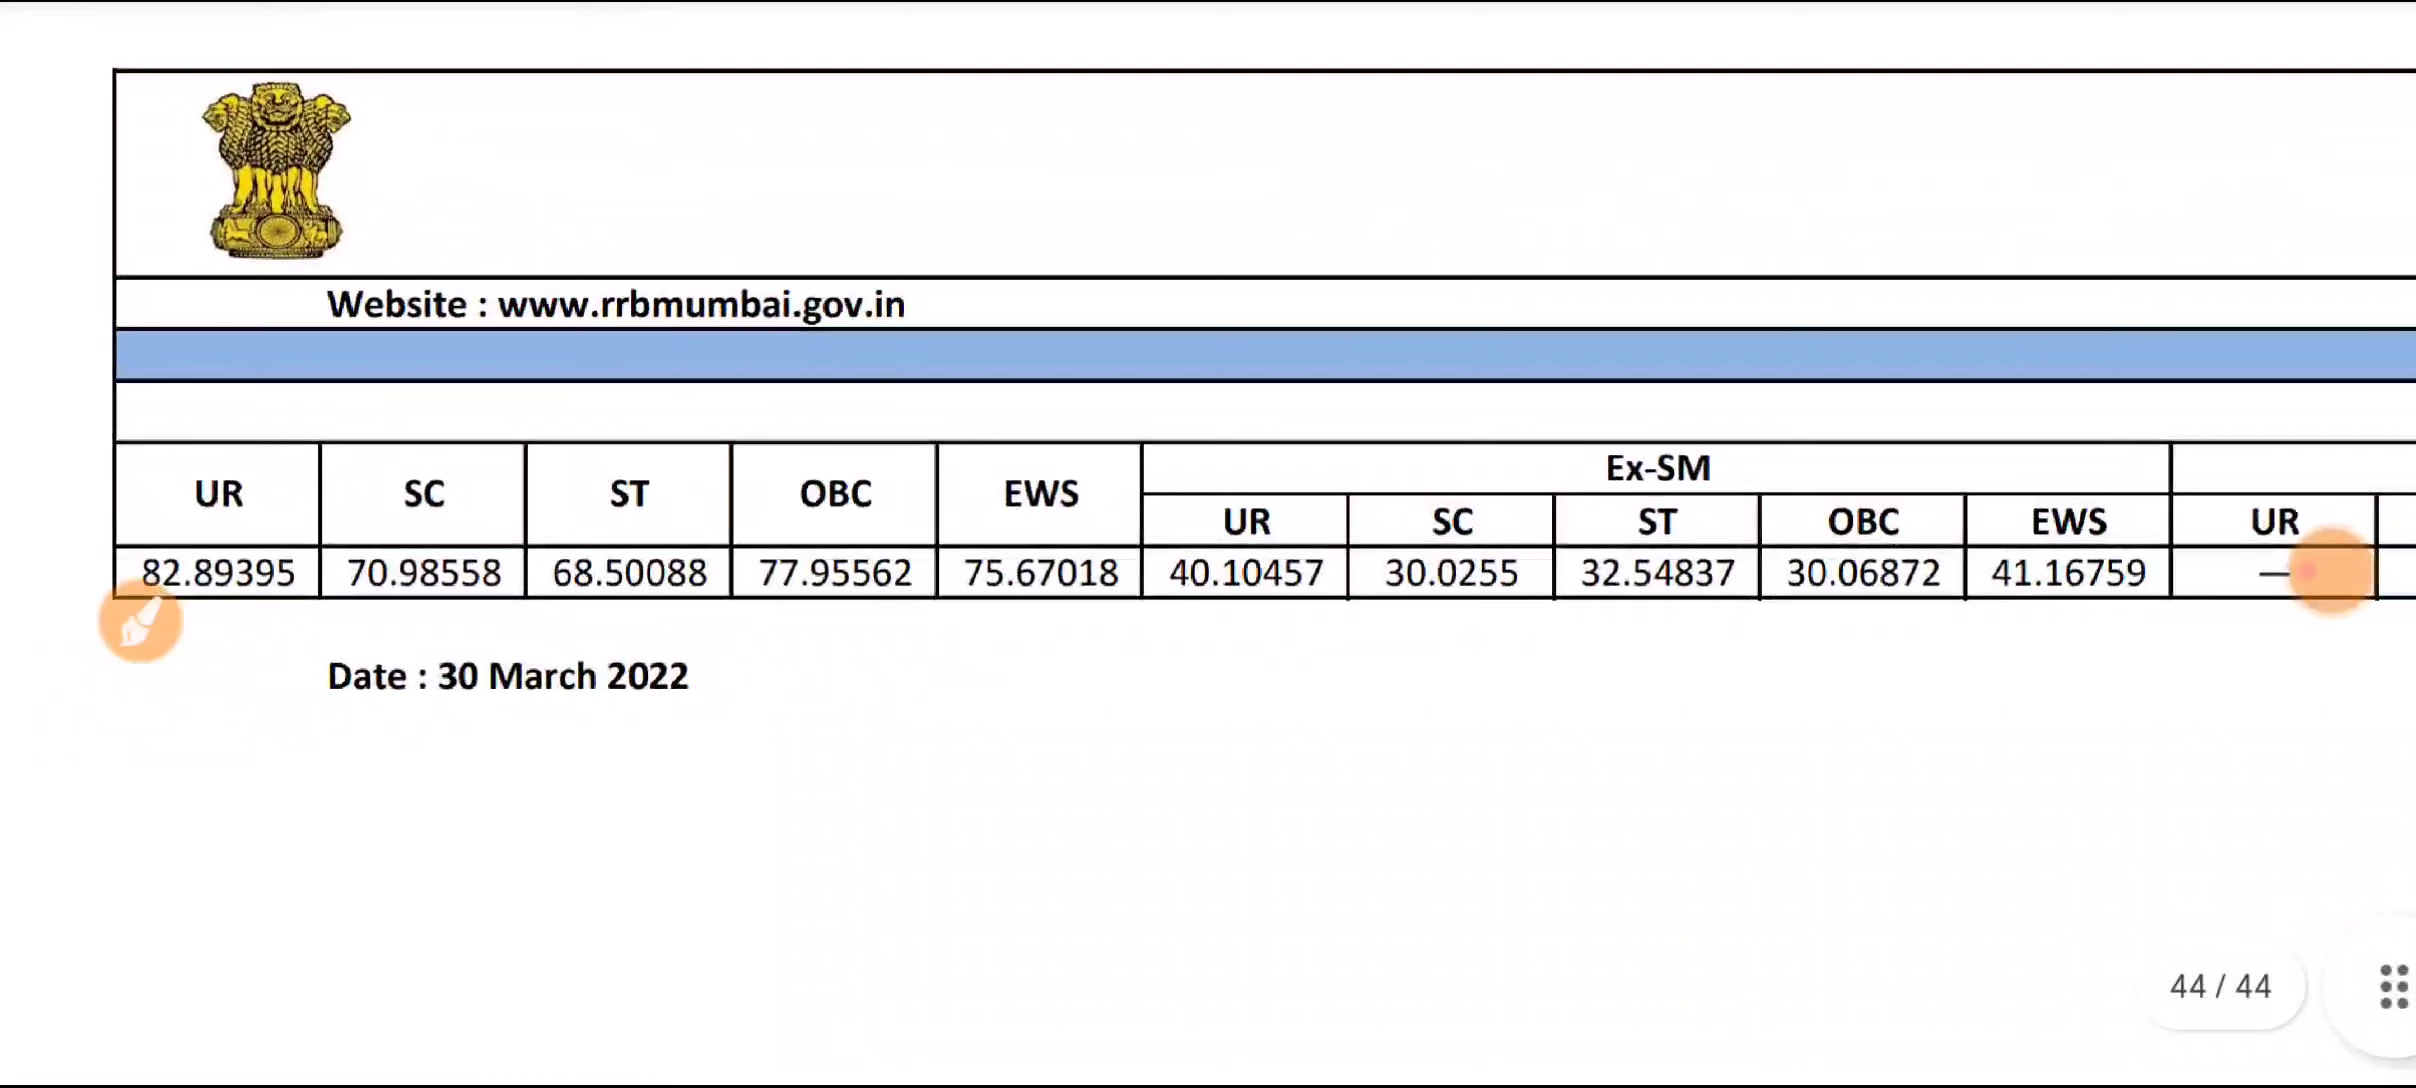 Website : www.rrbmumbai.gov.in
UR SC ST OBC EWS Ex-SM
UR SC ST OBC EWS UR
82.89395 70.98558 68.50088 77.95562 75.67018 40.10457 30.0255 32.54837 30.06872 41.16759 —
Date : 30 March 2022
44 / 44